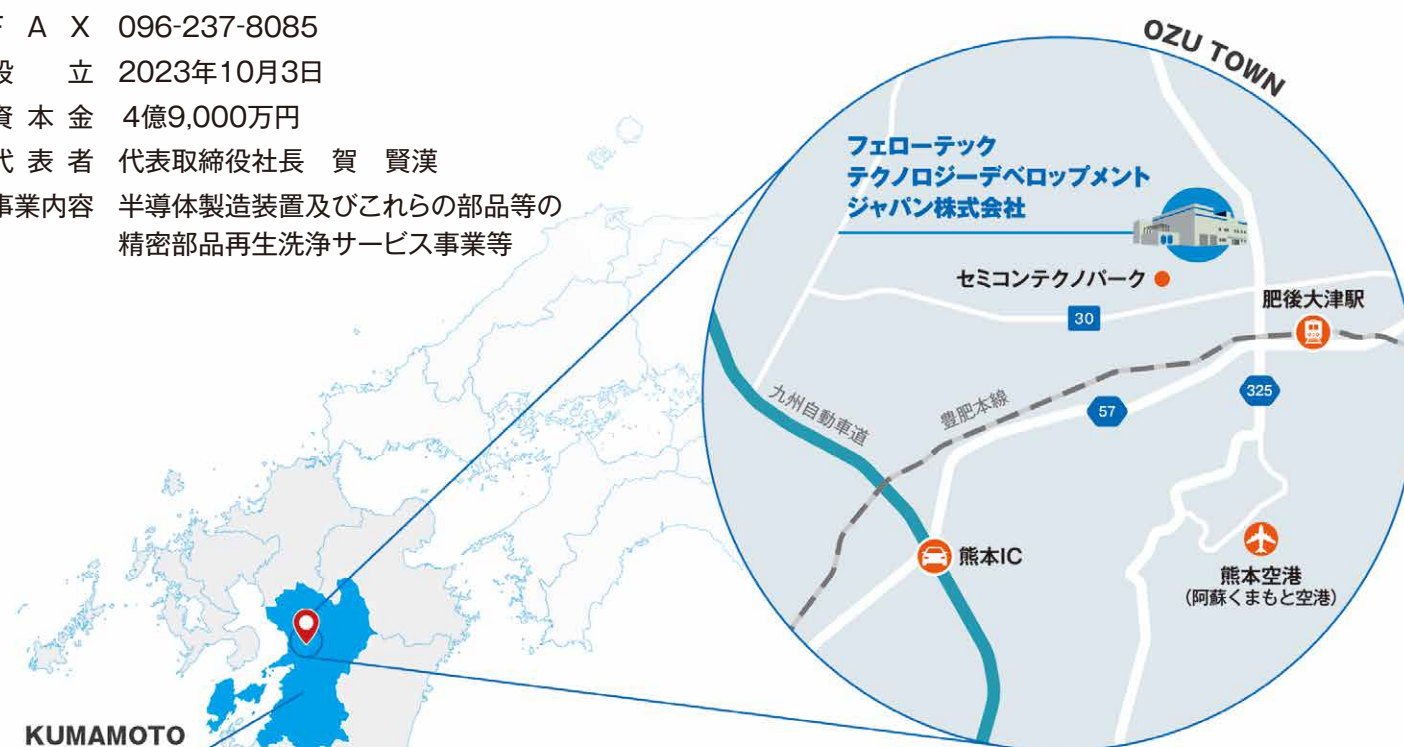 F A X 096-237-8085
設 立 2023年10月3日
資 本 金 4億9,000万円
代 表 者 代表取締役社長 賀 賢漢
事業内容 半導体製造装置及びこれらの部品等の
精密部品再生洗浄サービス事業等
OZU TOWN
フェローテック
テクノロジーデベロップメント
ジャパン株式会社
セミコンテクノパーク
30
肥後大津駅
325
57
九州自動車道
豊肥本線
熊本IC
熊本空港
(阿蘇くまもと空港)
KUMAMOTO